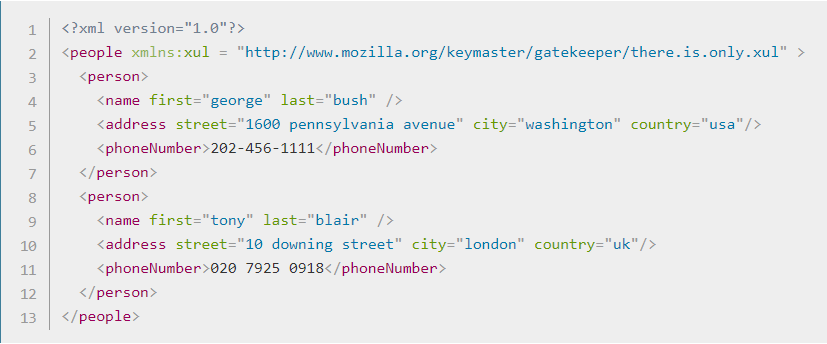 1 <?xml version="1.0"?>
2 <people xmlns:xul = "http://www.mozilla.org/keymaster/gatekeeper/there.is.only.xul" >
3   <person>
4     <name first="george" last="bush" />
5     <address street="1600 pennsylvania avenue" city="washington" country="usa"/>
6     <phoneNumber>202-456-1111</phoneNumber>
7   </person>
8   <person>
9     <name first="tony" last="blair" />
10     <address street="10 downing street" city="london" country="uk"/>
11     <phoneNumber>020 7925 0918</phoneNumber>
12   </person>
13 </people>